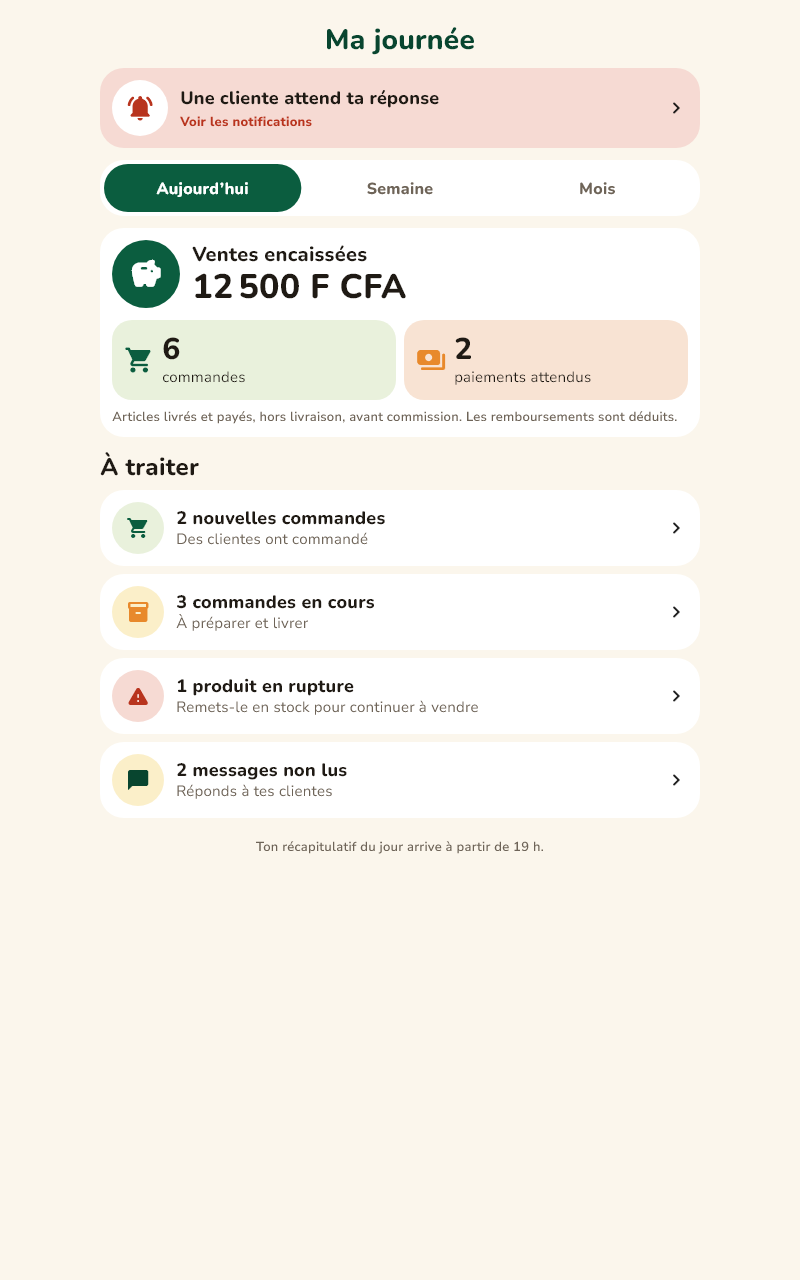 Ma journée
Une cliente attend ta réponse
Voir les notifications
Aujourd’hui
Semaine
Mois
Ventes encaissées
12 500 F CFA
6
commandes
2
paiements attendus
Articles livrés et payés, hors livraison, avant commission. Les remboursements sont déduits.
À traiter
2 nouvelles commandes
Des clientes ont commandé
3 commandes en cours
À préparer et livrer
1 produit en rupture
Remets-le en stock pour continuer à vendre
2 messages non lus
Réponds à tes clientes
Ton récapitulatif du jour arrive à partir de 19 h.